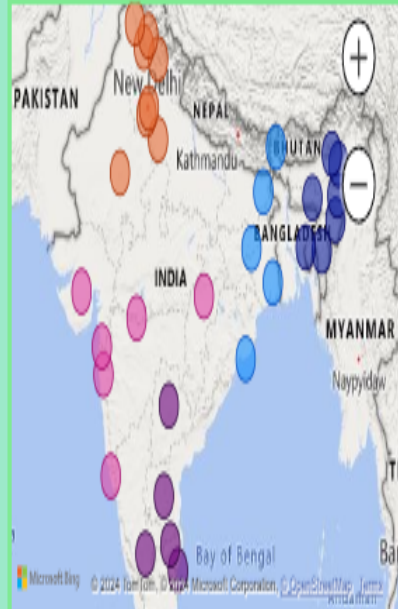 +
New Delhi
PAKISTAN
NEPAL
BHUTAN
Kathmandu
−
BANGLADESH
INDIA
MYANMAR
Naypyidaw
Bay of Bengal
Microsoft Bing
© 2024 TomTom, © 2024 Microsoft Corporation, © OpenStreetMap, Terms